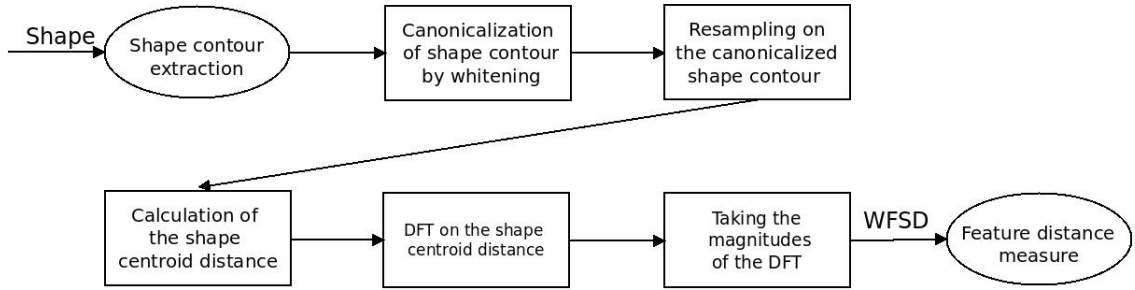 Shape
Shape contour
extraction
Canonicalization
of shape contour
by whitening
Resampling on
the canonicalized
shape contour
Calculation of
the shape
centroid distance
DFT on the shape
centroid distance
Taking the
magnitudes
of the DFT
WFSD
Feature distance
measure